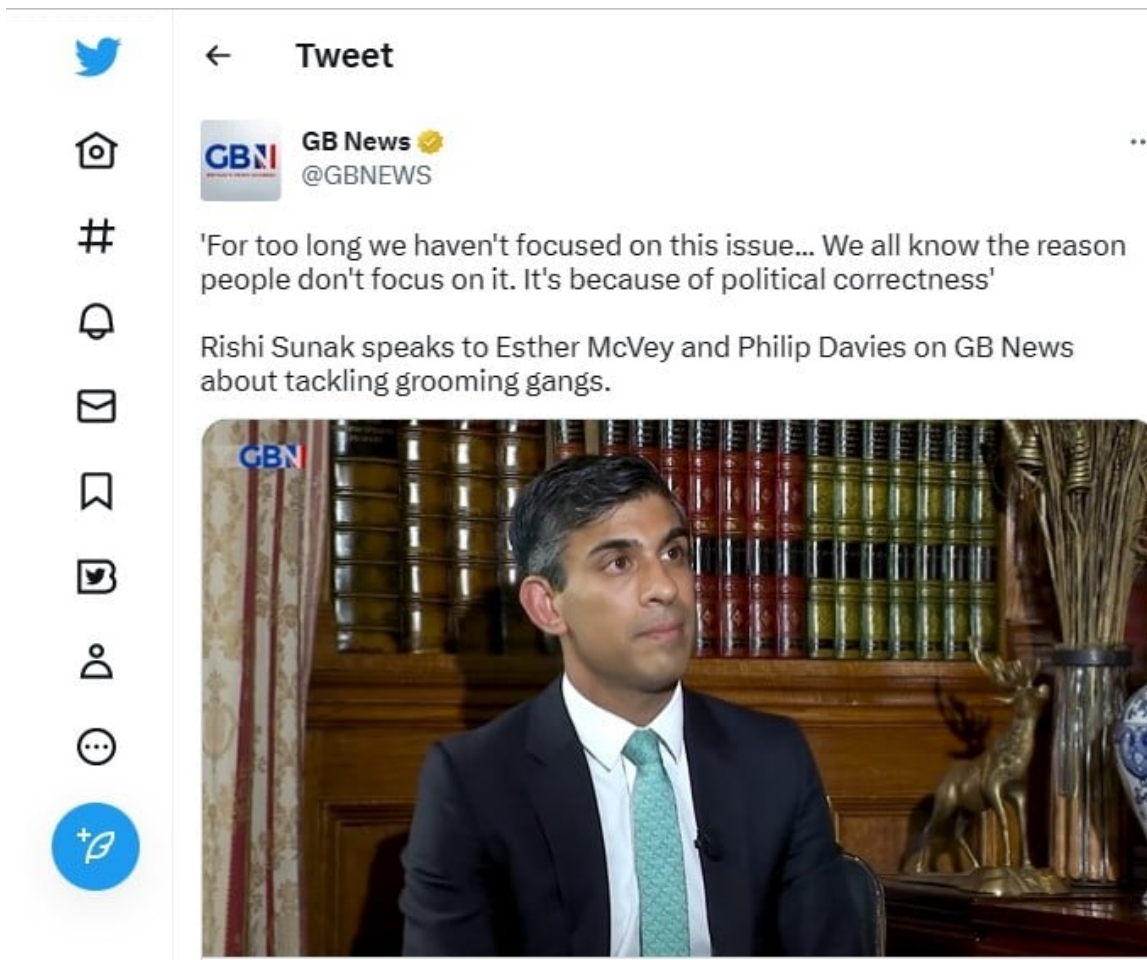 Tweet
GBN
GB News
@GBNEWS
'For too long we haven't focused on this issue... We all know the reason
people don't focus on it. It's because of political correctness'
Rishi Sunak speaks to Esther McVey and Philip Davies on GB News
about tackling grooming gangs.
GBN